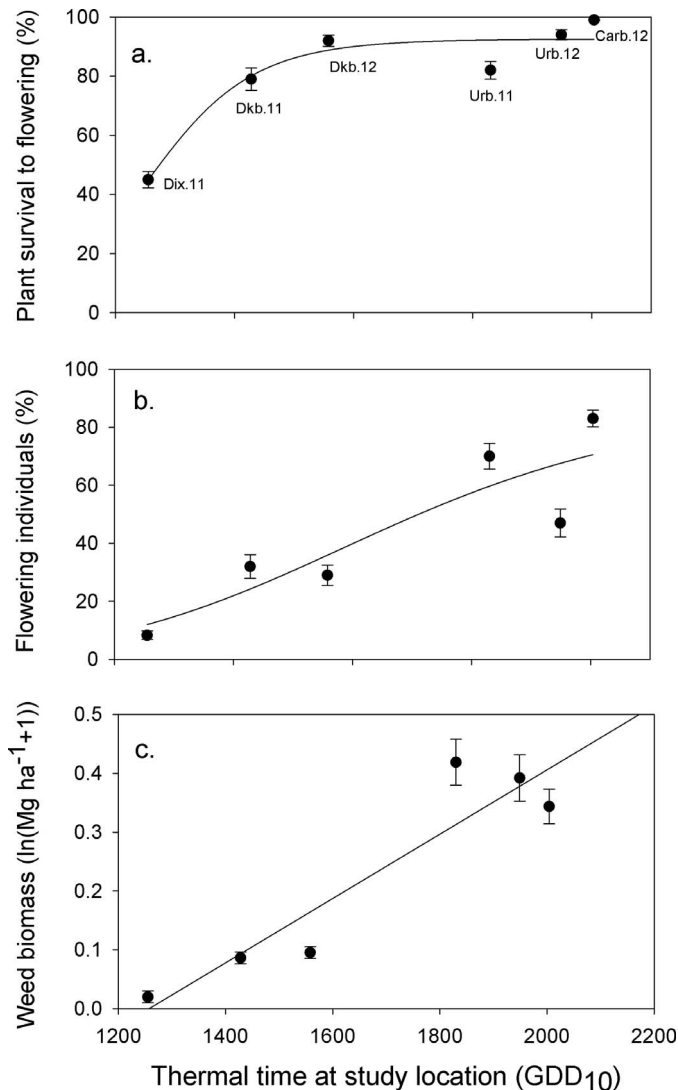 Plant survival to flowering (%)
100
80
60
40
20
0
a.
Dix.11
Dkb.11
Dkb.12
Urb.11
Urb.12
Carb.12
Flowering individuals (%)
100
80
60
40
20
0
b.
Weed biomass (ln(Mg ha⁻¹+1))
0.5
0.4
0.3
0.2
0.1
0.0
c.
1200 1400 1600 1800 2000 2200
Thermal time at study location (GDD₁₀)